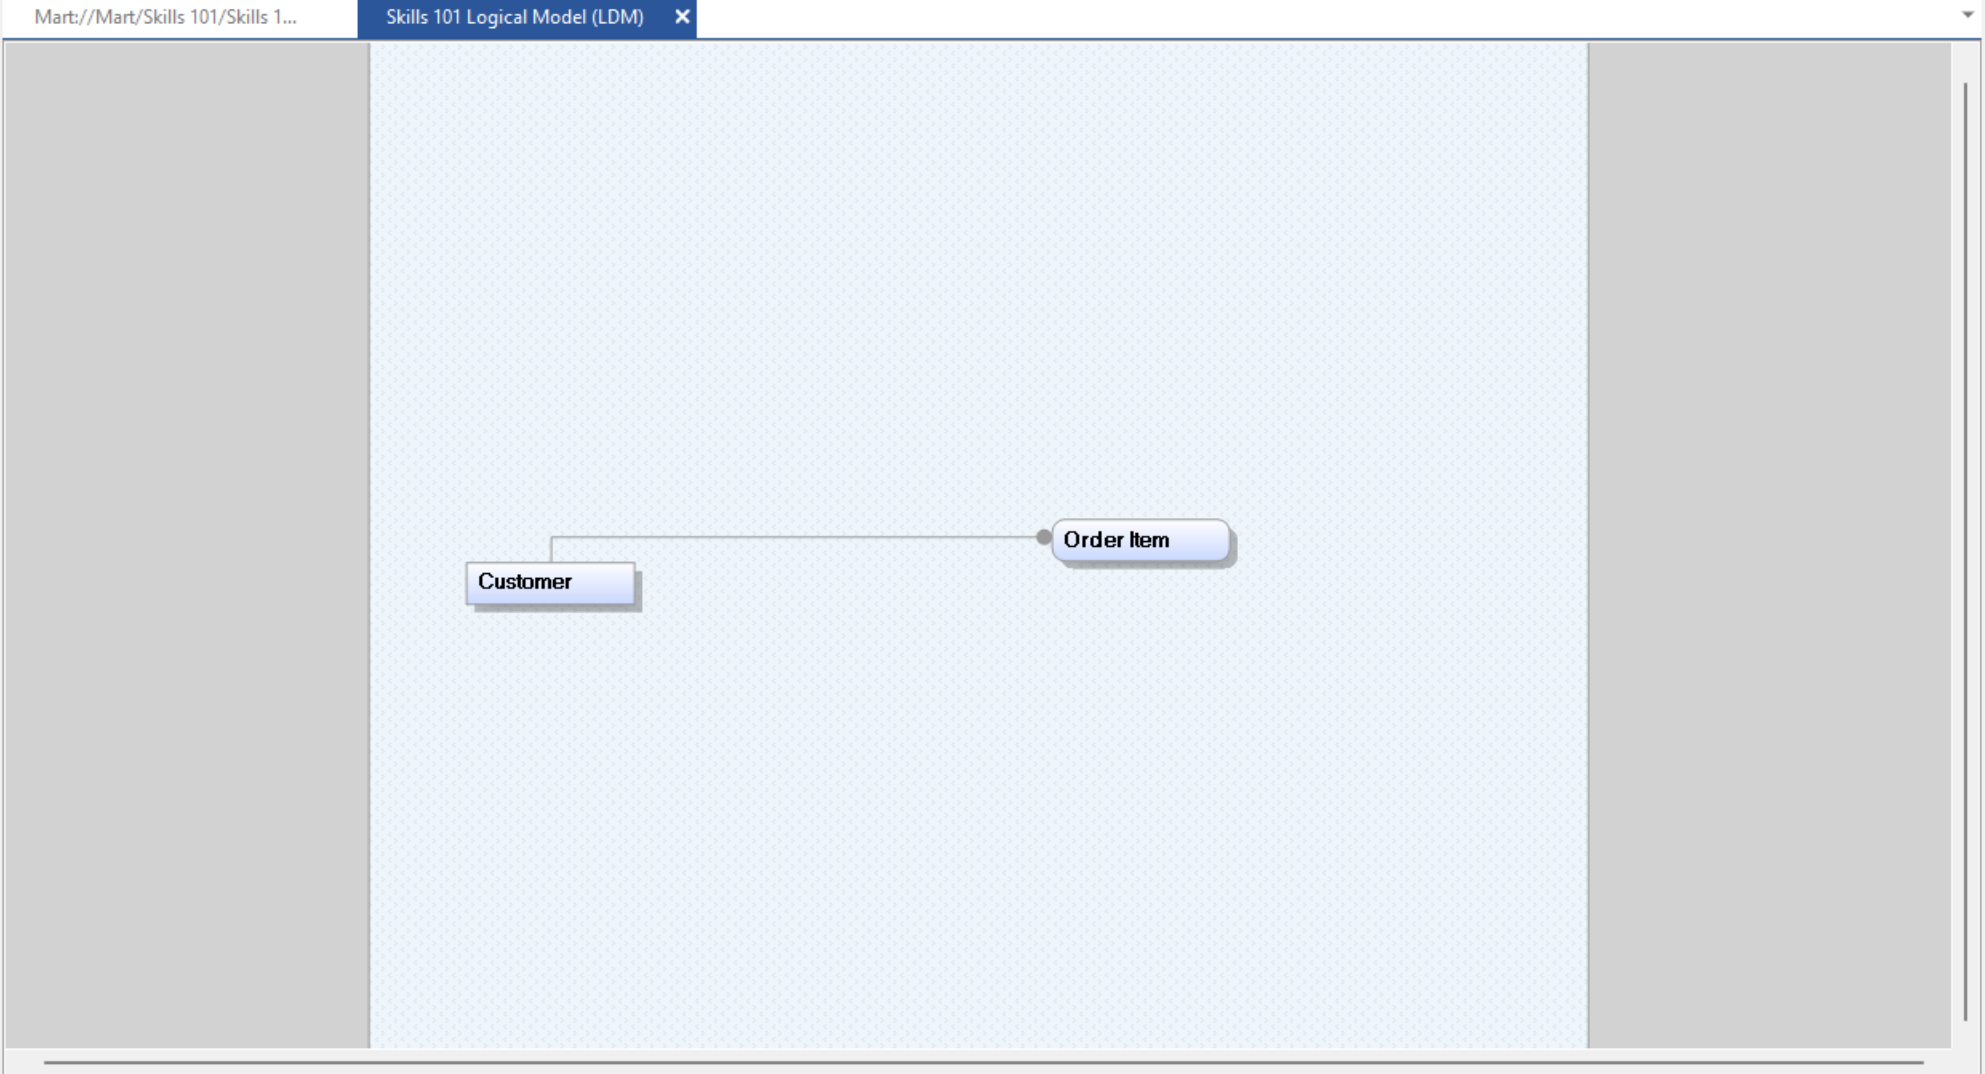 Mart://Mart/Skills 101/Skills 1...
Skills 101 Logical Model (LDM)
Order Item
Customer